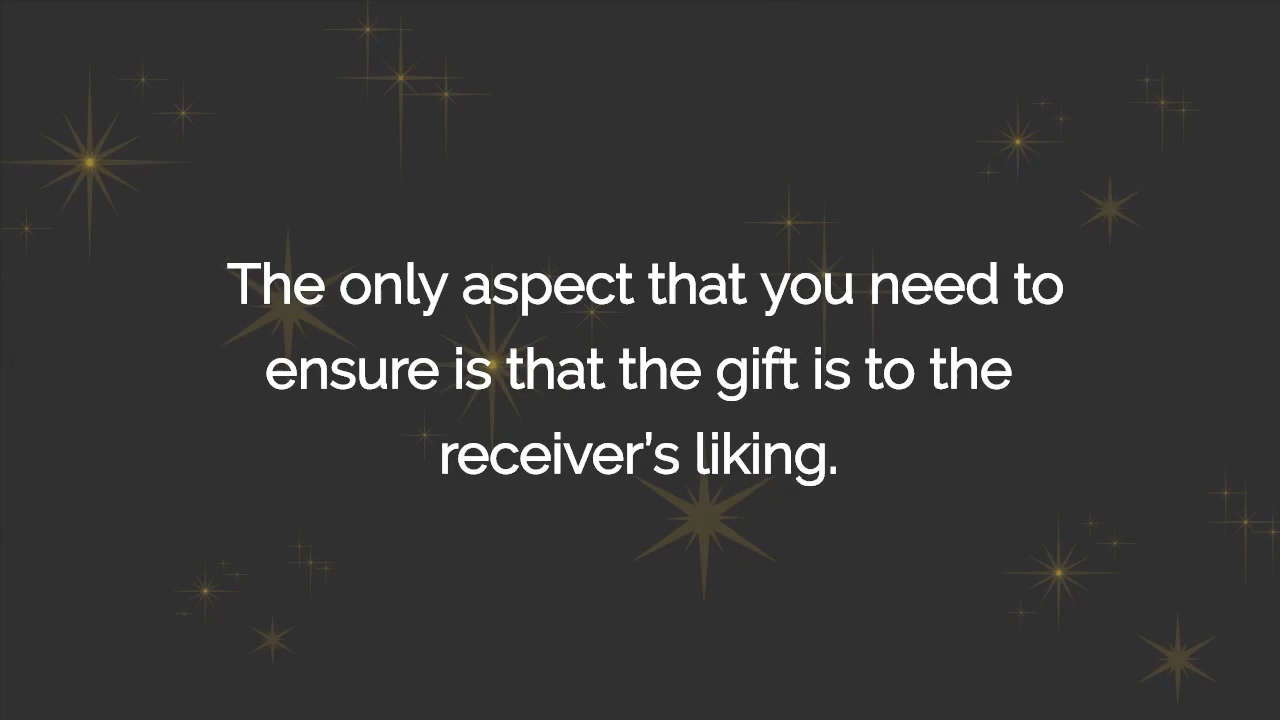 The only aspect that you need to
ensure is that the gift is to the
receiver's liking.